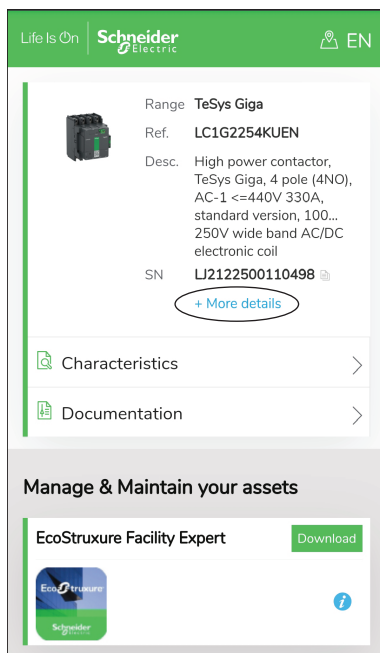 Life Is On Schneider Electric EN
Range TeSys Giga
Ref. LC1G2254KUEN
Desc. High power contactor,
TeSys Giga, 4 pole (4NO),
AC-1 <=440V 330A,
standard version, 100...
250V wide band AC/DC
electronic coil
SN LJ2122500110498
+ More details
Characteristics
Documentation
Manage & Maintain your assets
EcoStruxure Facility Expert Download
EcoStruxure
Schneider
Electric